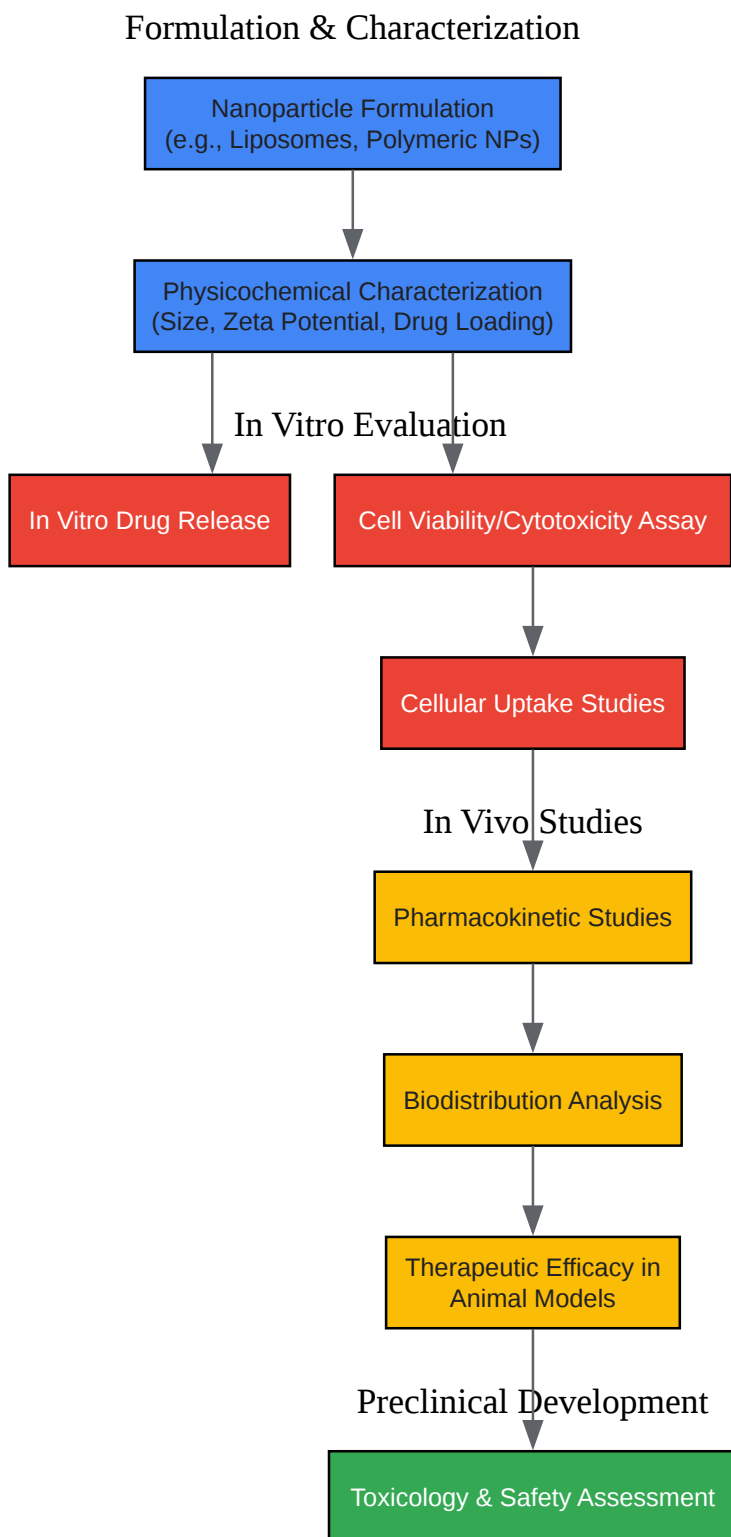 Formulation & Characterization
Nanoparticle Formulation
(e.g., Liposomes, Polymeric NPs)
Physicochemical Characterization
(Size, Zeta Potential, Drug Loading)
In Vitro Evaluation
In Vitro Drug Release
Cell Viability/Cytotoxicity Assay
Cellular Uptake Studies
In Vivo Studies
Pharmacokinetic Studies
Biodistribution Analysis
Therapeutic Efficacy in
Animal Models
Preclinical Development
Toxicology & Safety Assessment